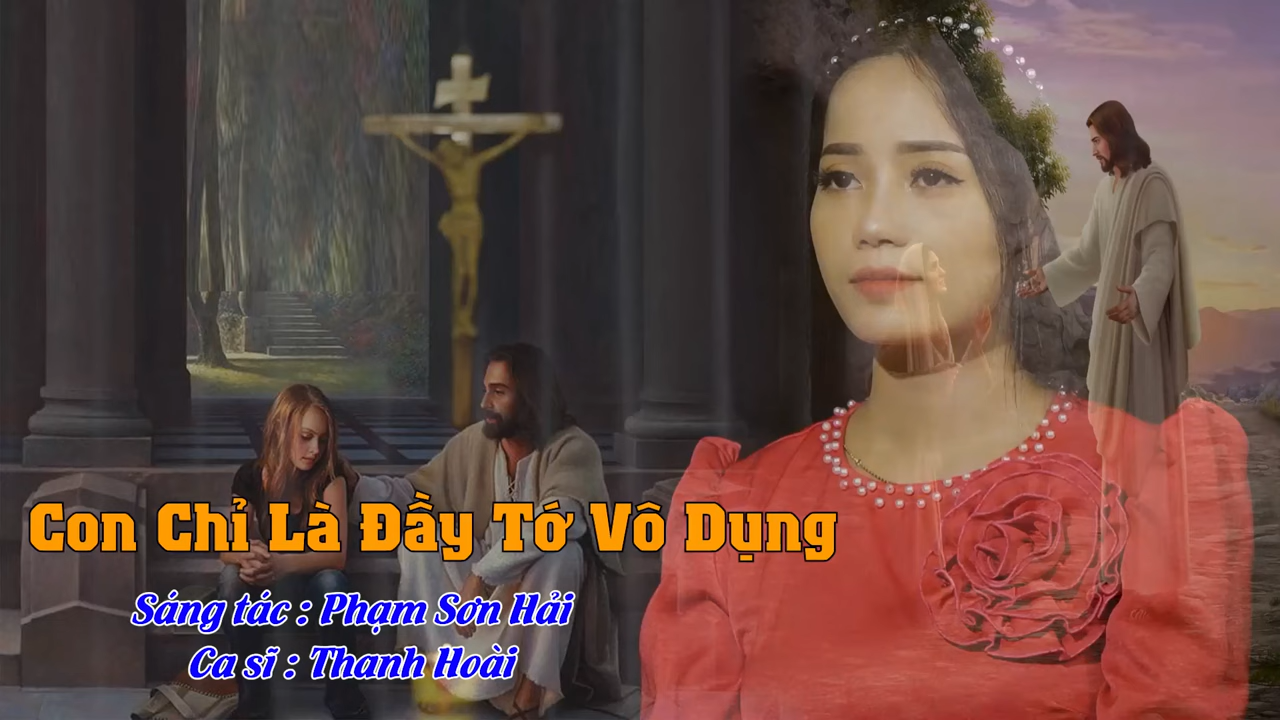 Con Chỉ Là Đầy Tớ Vô Dụng
Sáng tác : Phạm Sơn Hải
Ca sĩ : Thanh Hoài